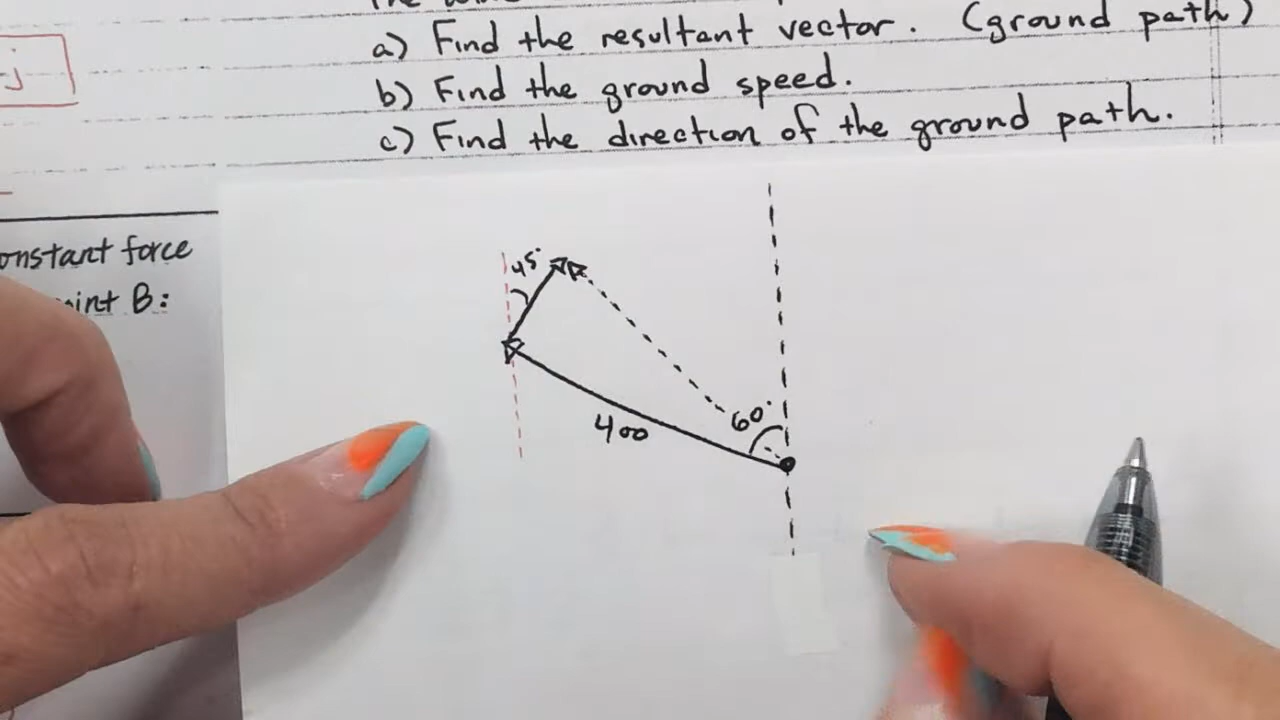 a) Find the resultant vector. (ground path)
b) Find the ground speed.
c) Find the direction of the ground path.
j
onstant force
int B:
45°
60°
400